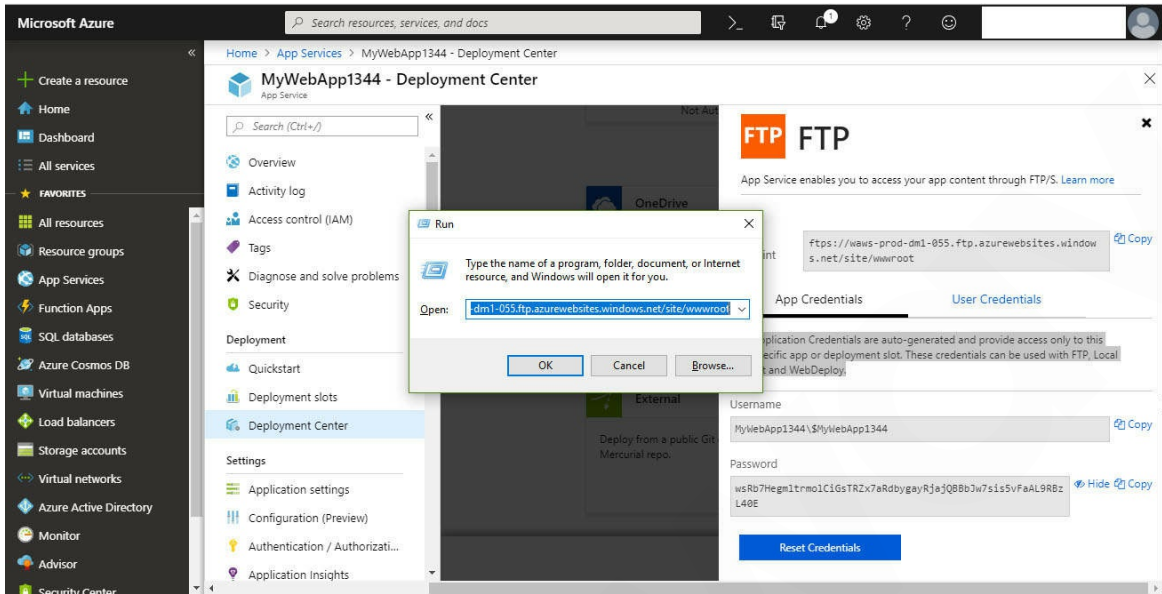 Microsoft Azure
Search resources, services, and docs
1
Home > App Services > MyWebApp1344 - Deployment Center
MyWebApp1344 - Deployment Center
App Service
Create a resource
Home
Dashboard
All services
FAVORITES
All resources
Resource groups
App Services
Function Apps
SQL databases
Azure Cosmos DB
Virtual machines
Load balancers
Storage accounts
Virtual networks
Azure Active Directory
Monitor
Advisor
Security Center
Search (Ctrl+/)
Overview
Activity log
Access control (IAM)
Tags
Diagnose and solve problems
Security
Deployment
Quickstart
Deployment slots
Deployment Center
Settings
Application settings
Configuration (Preview)
Authentication / Authorizati...
Application Insights
Not Aut
OneDrive
External
Deploy from a public Git
Mercurial repo.
Run
Type the name of a program, folder, document, or Internet
resource, and Windows will open it for you.
Open: -dm1-055.ftp.azurewebsites.windows.net/site/wwwroot
OK Cancel Browse...
FTP FTP
App Service enables you to access your app content through FTP/S. Learn more
int
ftps://waws-prod-dm1-055.ftp.azurewebsites.window
s.net/site/wwwroot
Copy
App Credentials User Credentials
plication Credentials are auto-generated and provide access only to this
ecific app or deployment slot. These credentials can be used with FTP, Local
t and WebDeploy.
Username
MyWebApp1344\$MyWebApp1344
Copy
Password
wsRb7HegmltrmolCiGsTRZx7aRdbygayRjajQBBbJw7sis5vFaAL9RBz
L40E
Hide Copy
Reset Credentials